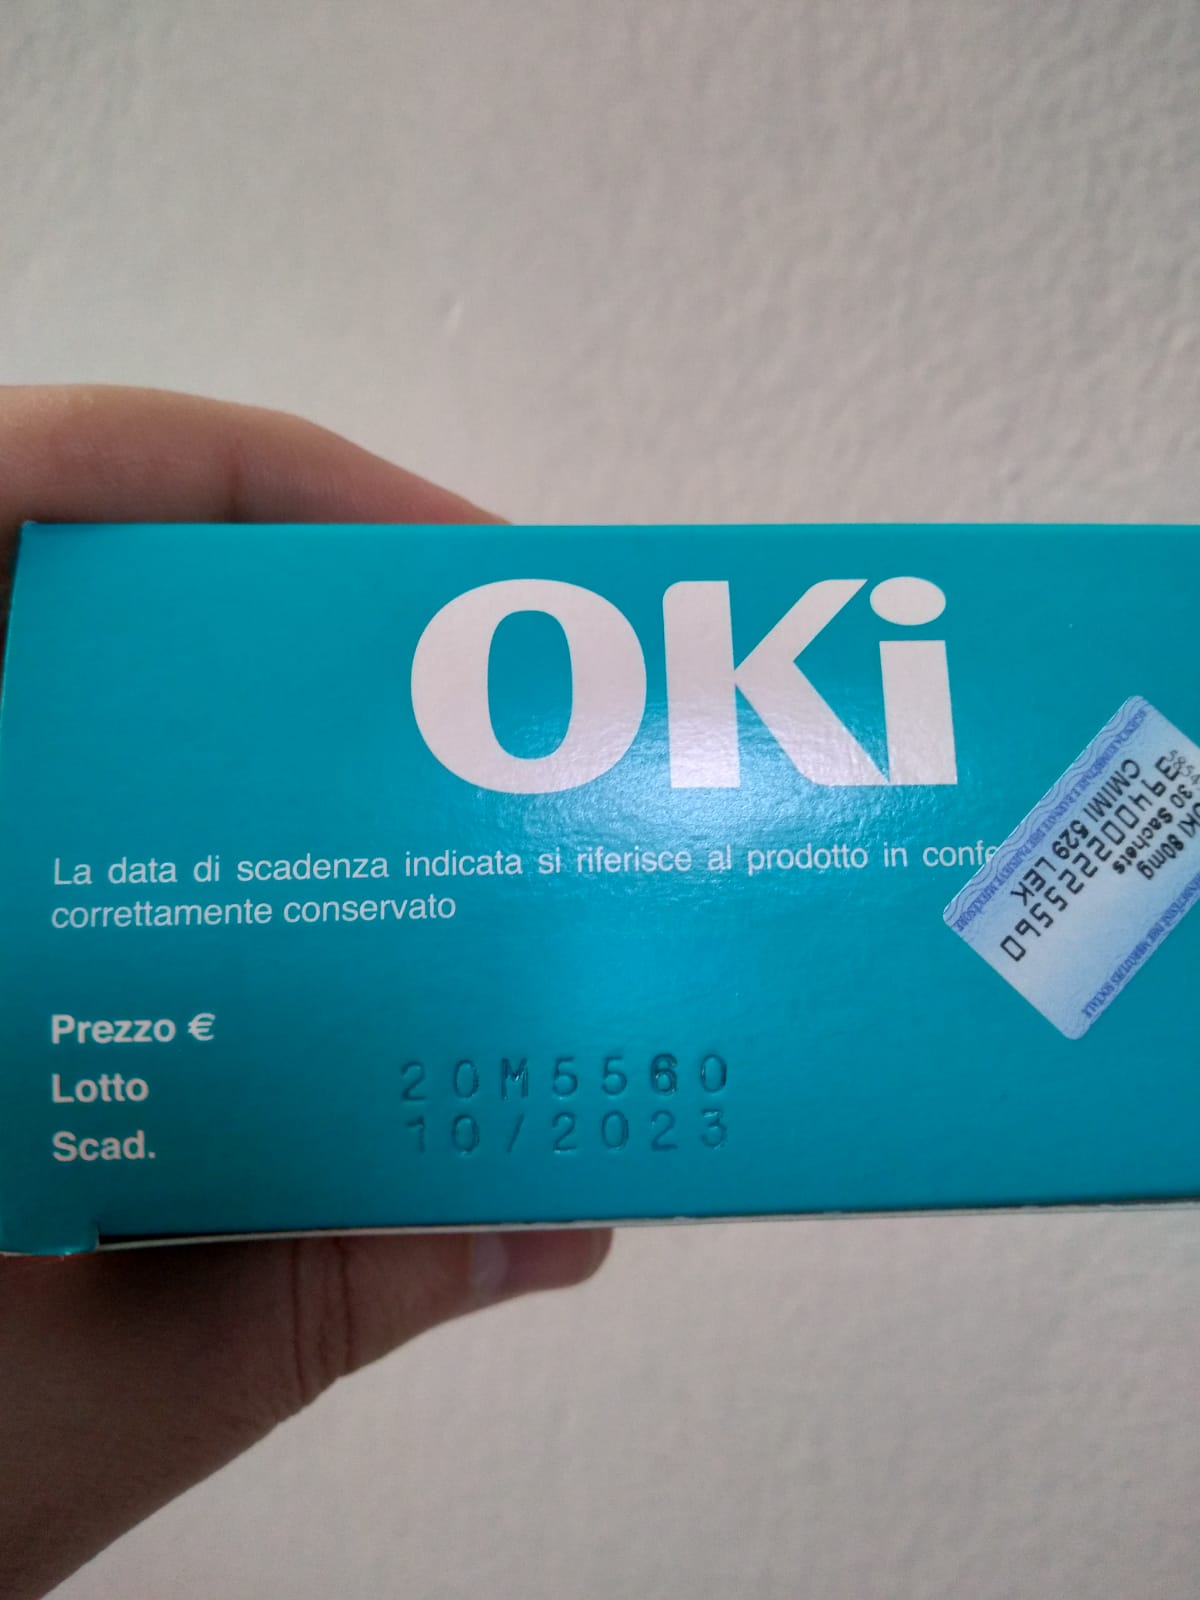 OKi
La data di scadenza indicata si riferisce al prodotto in
correttamente conservato
Prezzo €
Lotto
20M5560
Scad.
10/2023
OKI 80mg
30 Sachets
CMIMI 529 LEK